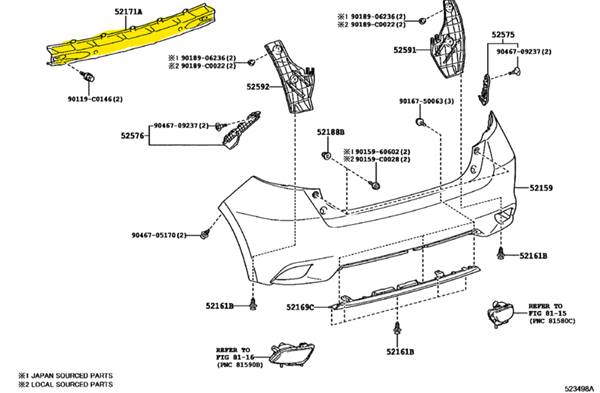 52171A
※1 90189-06236(2)
※2 90189-C0022(2)
※1 90189-06236(2)
※2 90189-C0022(2)
52591
52575
90467-09237(2)
90119-C0146(2)
52592
90167-50063(3)
90467-09237(2)
52576
52188B
※1 90159-60602(2)
※2 90159-C0028(2)
52159
90467-05170(2)
52161B
52161B
52169C
REFER TO
FIG 81-15
(PNC 81580C)
REFER TO
FIG 81-16
(PNC 81590B)
52161B
※1 JAPAN SOURCED PARTS
※2 LOCAL SOURCED PARTS
523498A